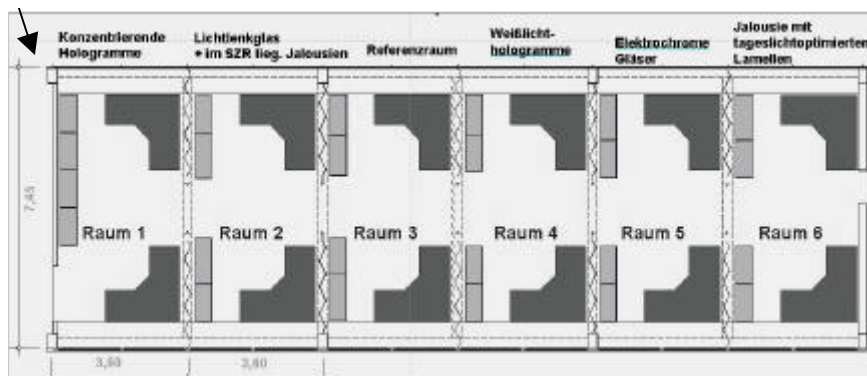 Konzentrierende
Hologramme
Lichtlenkglas
+ im SZR lieg. Jalousien
Referenzraum
Weißlicht-
hologramme
Elektrochrome
Gläser
Jalousie mit
tageslichtoptimierten
Lamellen
7,45
Raum 1
Raum 2
Raum 3
Raum 4
Raum 5
Raum 6
3,60
3,60